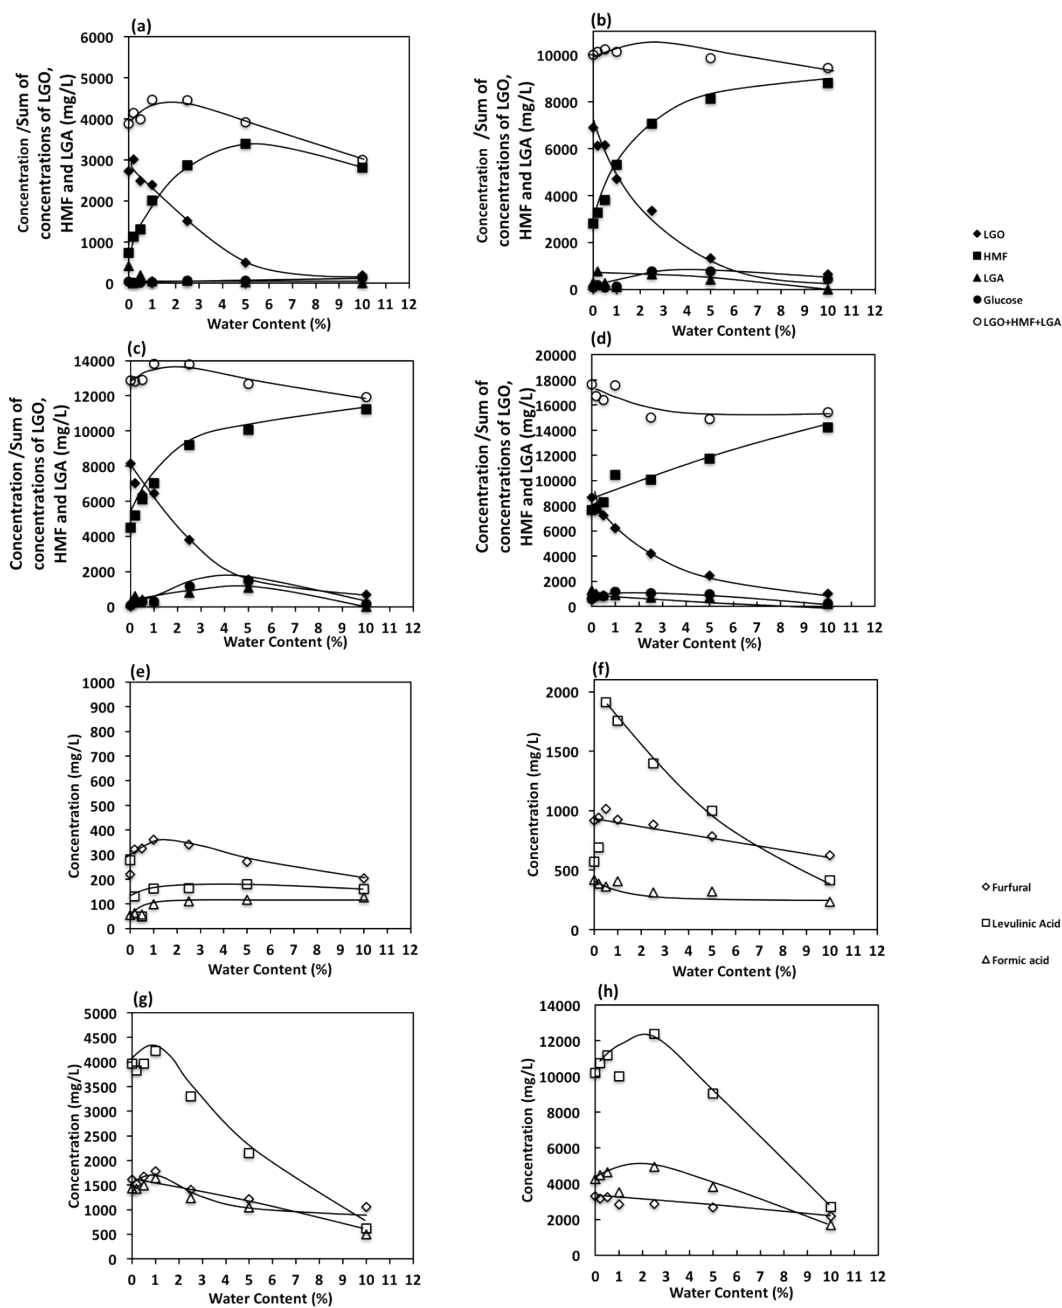 (a)
Concentration /Sum of
concentrations of LGO,
HMF and LGA (mg/L)
6000
5000
4000
3000
2000
1000
0
0 1 2 3 4 5 6 7 8 9 10 11 12
Water Content (%)
(b)
Concentration /Sum of
concentrations of LGO,
HMF and LGA (mg/L)
10000
8000
6000
4000
2000
0
0 1 2 3 4 5 6 7 8 9 10 11 12
Water Content (%)
LGO
HMF
LGA
Glucose
LGO+HMF+LGA
(c)
Concentration /Sum of
concentrations of LGO,
HMF and LGA (mg/L)
14000
12000
10000
8000
6000
4000
2000
0
0 1 2 3 4 5 6 7 8 9 10 11 12
Water Content (%)
(d)
Concentration /Sum of
concentrations of LGO,
HMF and LGA (mg/L)
20000
18000
16000
14000
12000
10000
8000
6000
4000
2000
0
0 1 2 3 4 5 6 7 8 9 10 11 12
Water Content (%)
(e)
Concentration (mg/L)
1000
900
800
700
600
500
400
300
200
100
0
0 1 2 3 4 5 6 7 8 9 10 11 12
Water Content (%)
(f)
Concentration (mg/L)
2000
1500
1000
500
0
0 1 2 3 4 5 6 7 8 9 10 11 12
Water Content (%)
Furfural
Levulinic Acid
Formic acid
(g)
Concentration (mg/L)
5000
4500
4000
3500
3000
2500
2000
1500
1000
500
0
0 1 2 3 4 5 6 7 8 9 10 11 12
Water Content (%)
(h)
Concentration (mg/L)
14000
12000
10000
8000
6000
4000
2000
0
0 1 2 3 4 5 6 7 8 9 10 11 12
Water Content (%)